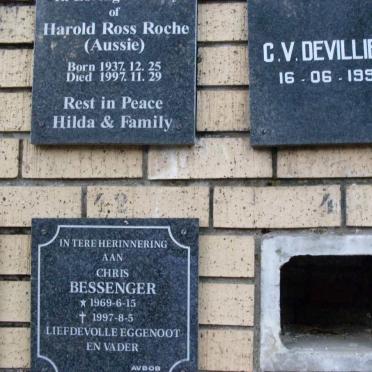 of
Harold Ross Roche
(Aussie)
Born 1937. 12. 25
Died 1997. 11. 29
Rest in Peace
Hilda & Family
C.V. DEVILLIE
16 - 06 - 199
IN TERE HERINNERING
AAN
CHRIS
BESSENGER
★ 1969-6-15
✝ 1997-8-5
LIEFDEVOLLE EGGENOOT
EN VADER
AVBOB